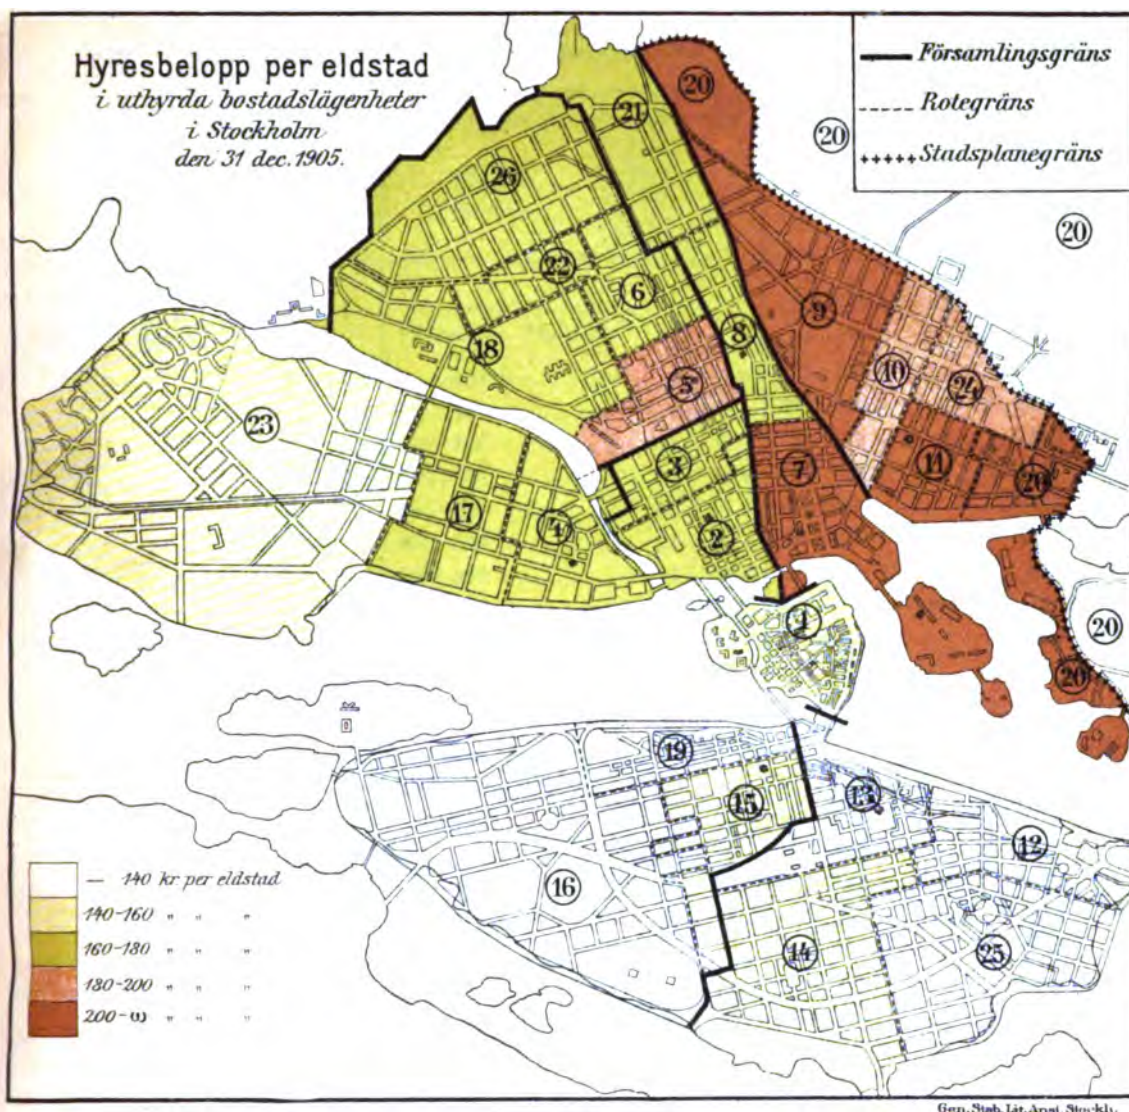 Hyresbelopp per eldstad
i uthyrda bostadslägenheter
i Stockholm
den 31 dec. 1905.
Församlingsgräns
Rotegräns
Stadsplanegräns
20
20
20
21
26
22
6
18
8
9
5
10
24
23
3
7
11
20
17
4
2
1
20
20
19
15
13
12
16
14
25
— 140 kr per eldstad
140-160 " " "
160-180 " " "
180-200 " " "
200-ω " " "
Gen. Stab. Lit. Anst. Stockh.